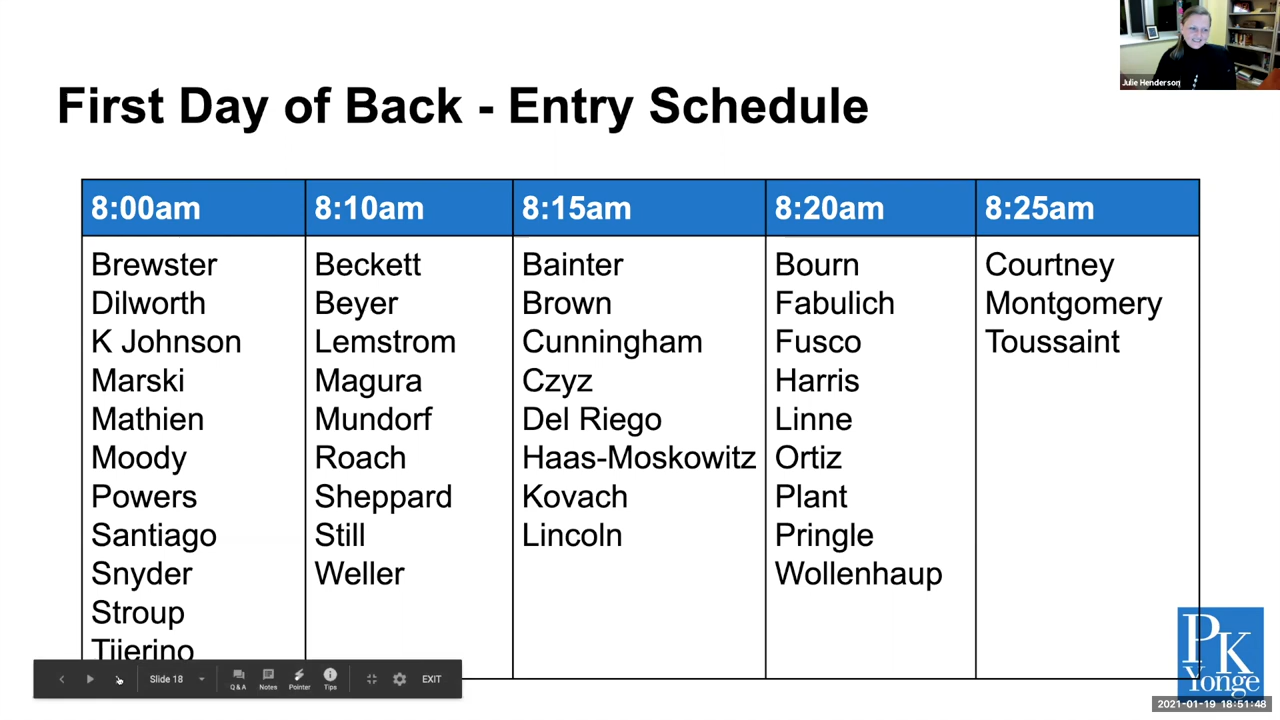 Julie Henderson
First Day of Back - Entry Schedule
8:00am 8:10am 8:15am 8:20am 8:25am
Brewster Beckett Bainter Bourn Courtney
Dilworth Beyer Brown Fabulich Montgomery
K Johnson Lemstrom Cunningham Fusco Toussaint
Marski Magura Czyz Harris
Mathien Mundorf Del Riego Linne
Moody Roach Haas-Moskowitz Ortiz
Powers Sheppard Kovach Plant
Santiago Still Lincoln Pringle
Snyder Weller Wollenhaup
Stroup
Tijerino
Slide 18 Q&A Notes Pointer Tips EXIT
PK
Yonge
2021-01-19 18:51:48